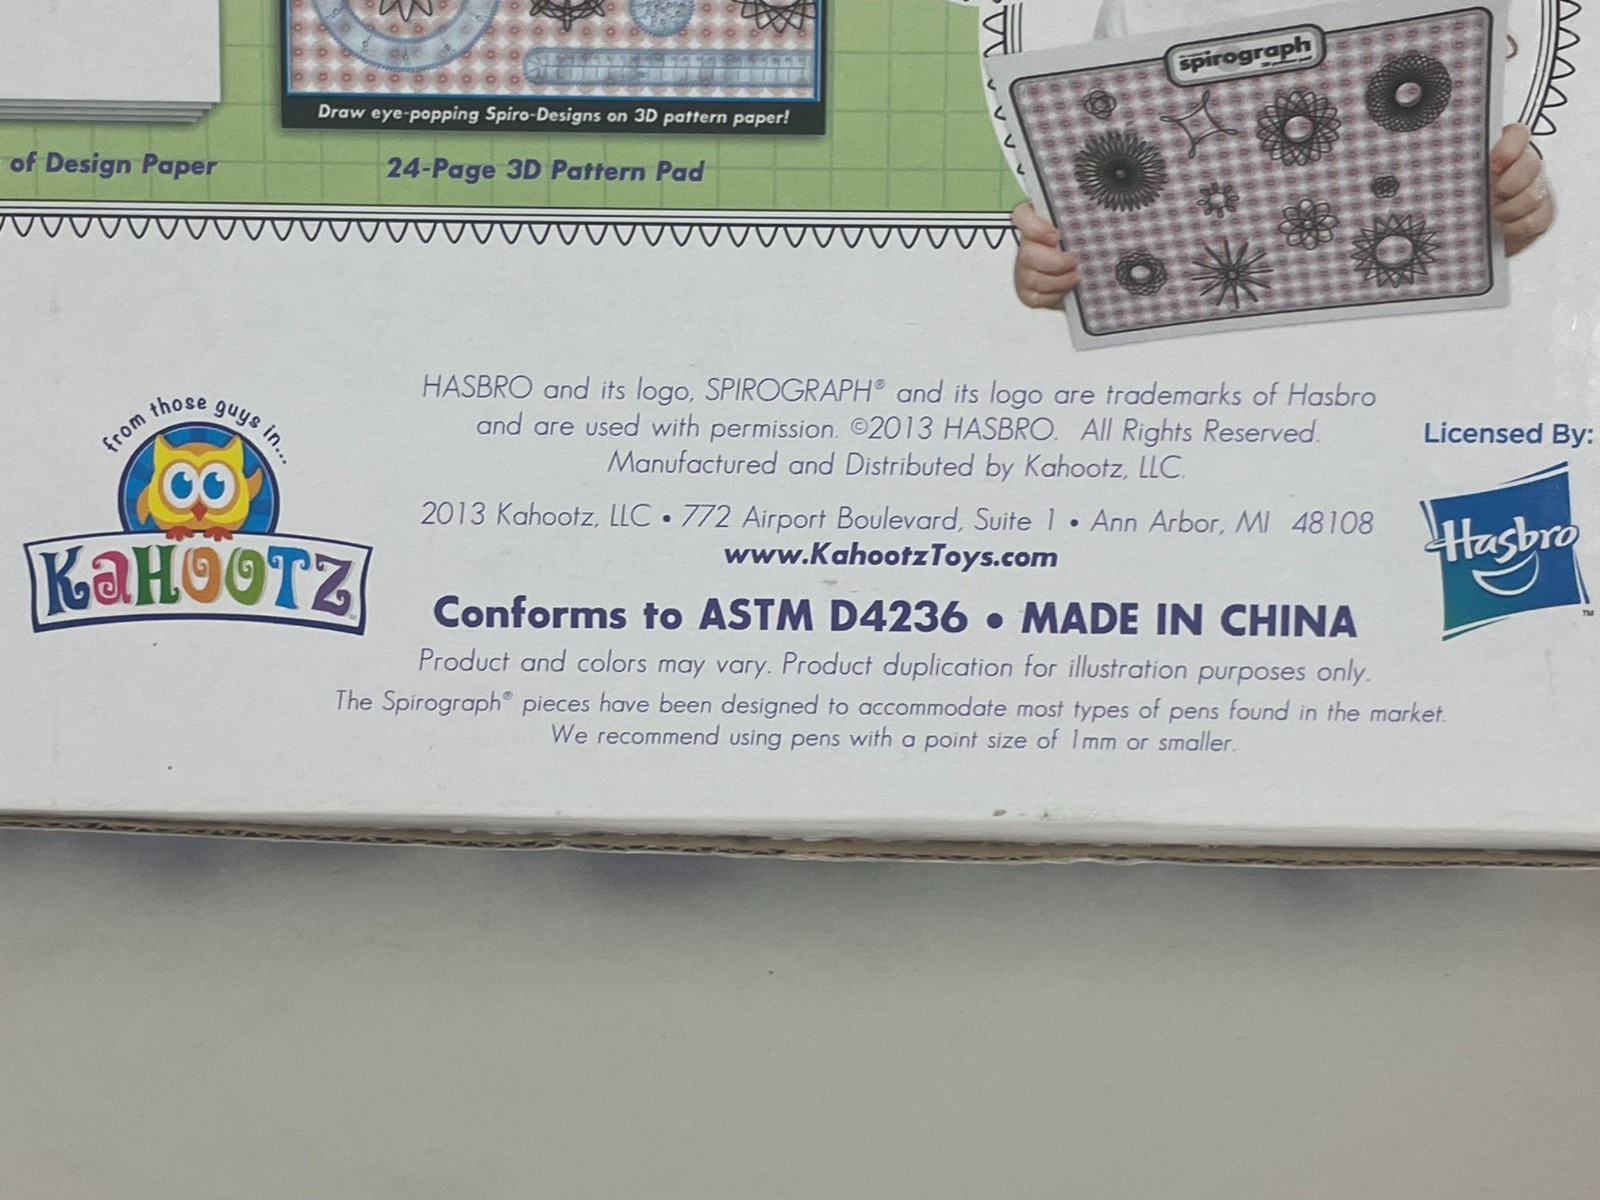 spirograph
Draw eye-popping Spiro-Designs on 3D pattern paper!
of Design Paper
24-Page 3D Pattern Pad
from those guys in...
KAHOOTZ
HASBRO and its logo, SPIROGRAPH® and its logo are trademarks of Hasbro
and are used with permission. ©2013 HASBRO. All Rights Reserved.
Manufactured and Distributed by Kahootz, LLC.
2013 Kahootz, LLC • 772 Airport Boulevard, Suite 1 • Ann Arbor, MI 48108
www.KahootzToys.com
Conforms to ASTM D4236 • MADE IN CHINA
Product and colors may vary. Product duplication for illustration purposes only.
The Spirograph® pieces have been designed to accommodate most types of pens found in the market.
We recommend using pens with a point size of 1mm or smaller.
Licensed By:
Hasbro
TM